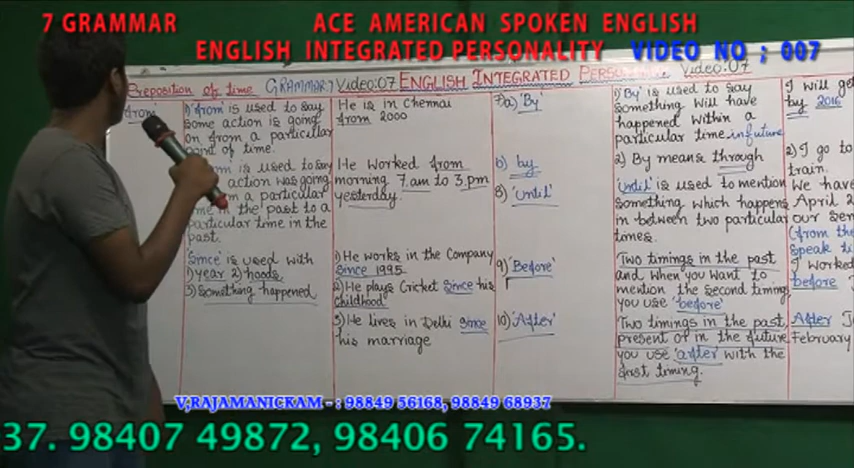 7 GRAMMAR
ACE AMERICAN SPOKEN ENGLISH
ENGLISH INTEGRATED PERSONALITY
VIDEO NO ; 007
Preposition of time GRAMMAR:7 Video:07 ENGLISH INTEGRATED Video:07
from'
1)'from' is used to say
some action is going
on from a particular
point of time.
is used to say
action was going
a particular
time in the past to a
particular time in the
past.
'Since' is used with
1)year 2)hoods
3)Something happened
He is in Chennai
from 2000
He worked from
morning 7.am to 3.pm
yesterday.
1)He works in the Company
Since 1995
2)He plays Cricket since his
childhood
3)He lives in Delhi since
his marriage
7a) 'By'
b) by
8) 'Until'
9) 'Before'
10) 'After'
1)'By' is used to say
something will have
happened within a
particular time in future
2) By means through
'Until' is used to mention
something which happens
in between two particular
times.
Two timings in the past
and when you want to
mention the second timing
you use 'before'
Two timings in the past,
present or in the future
you use 'after' with the
first timing.
I will get
by 2016
2) I go to
train.
We have
April 2
our sem
(from the
speak E
I worked
before
After J
February
V,RAJAMANICKAM - : 98849 56168, 98849 68937
37. 98407 49872, 98406 74165.